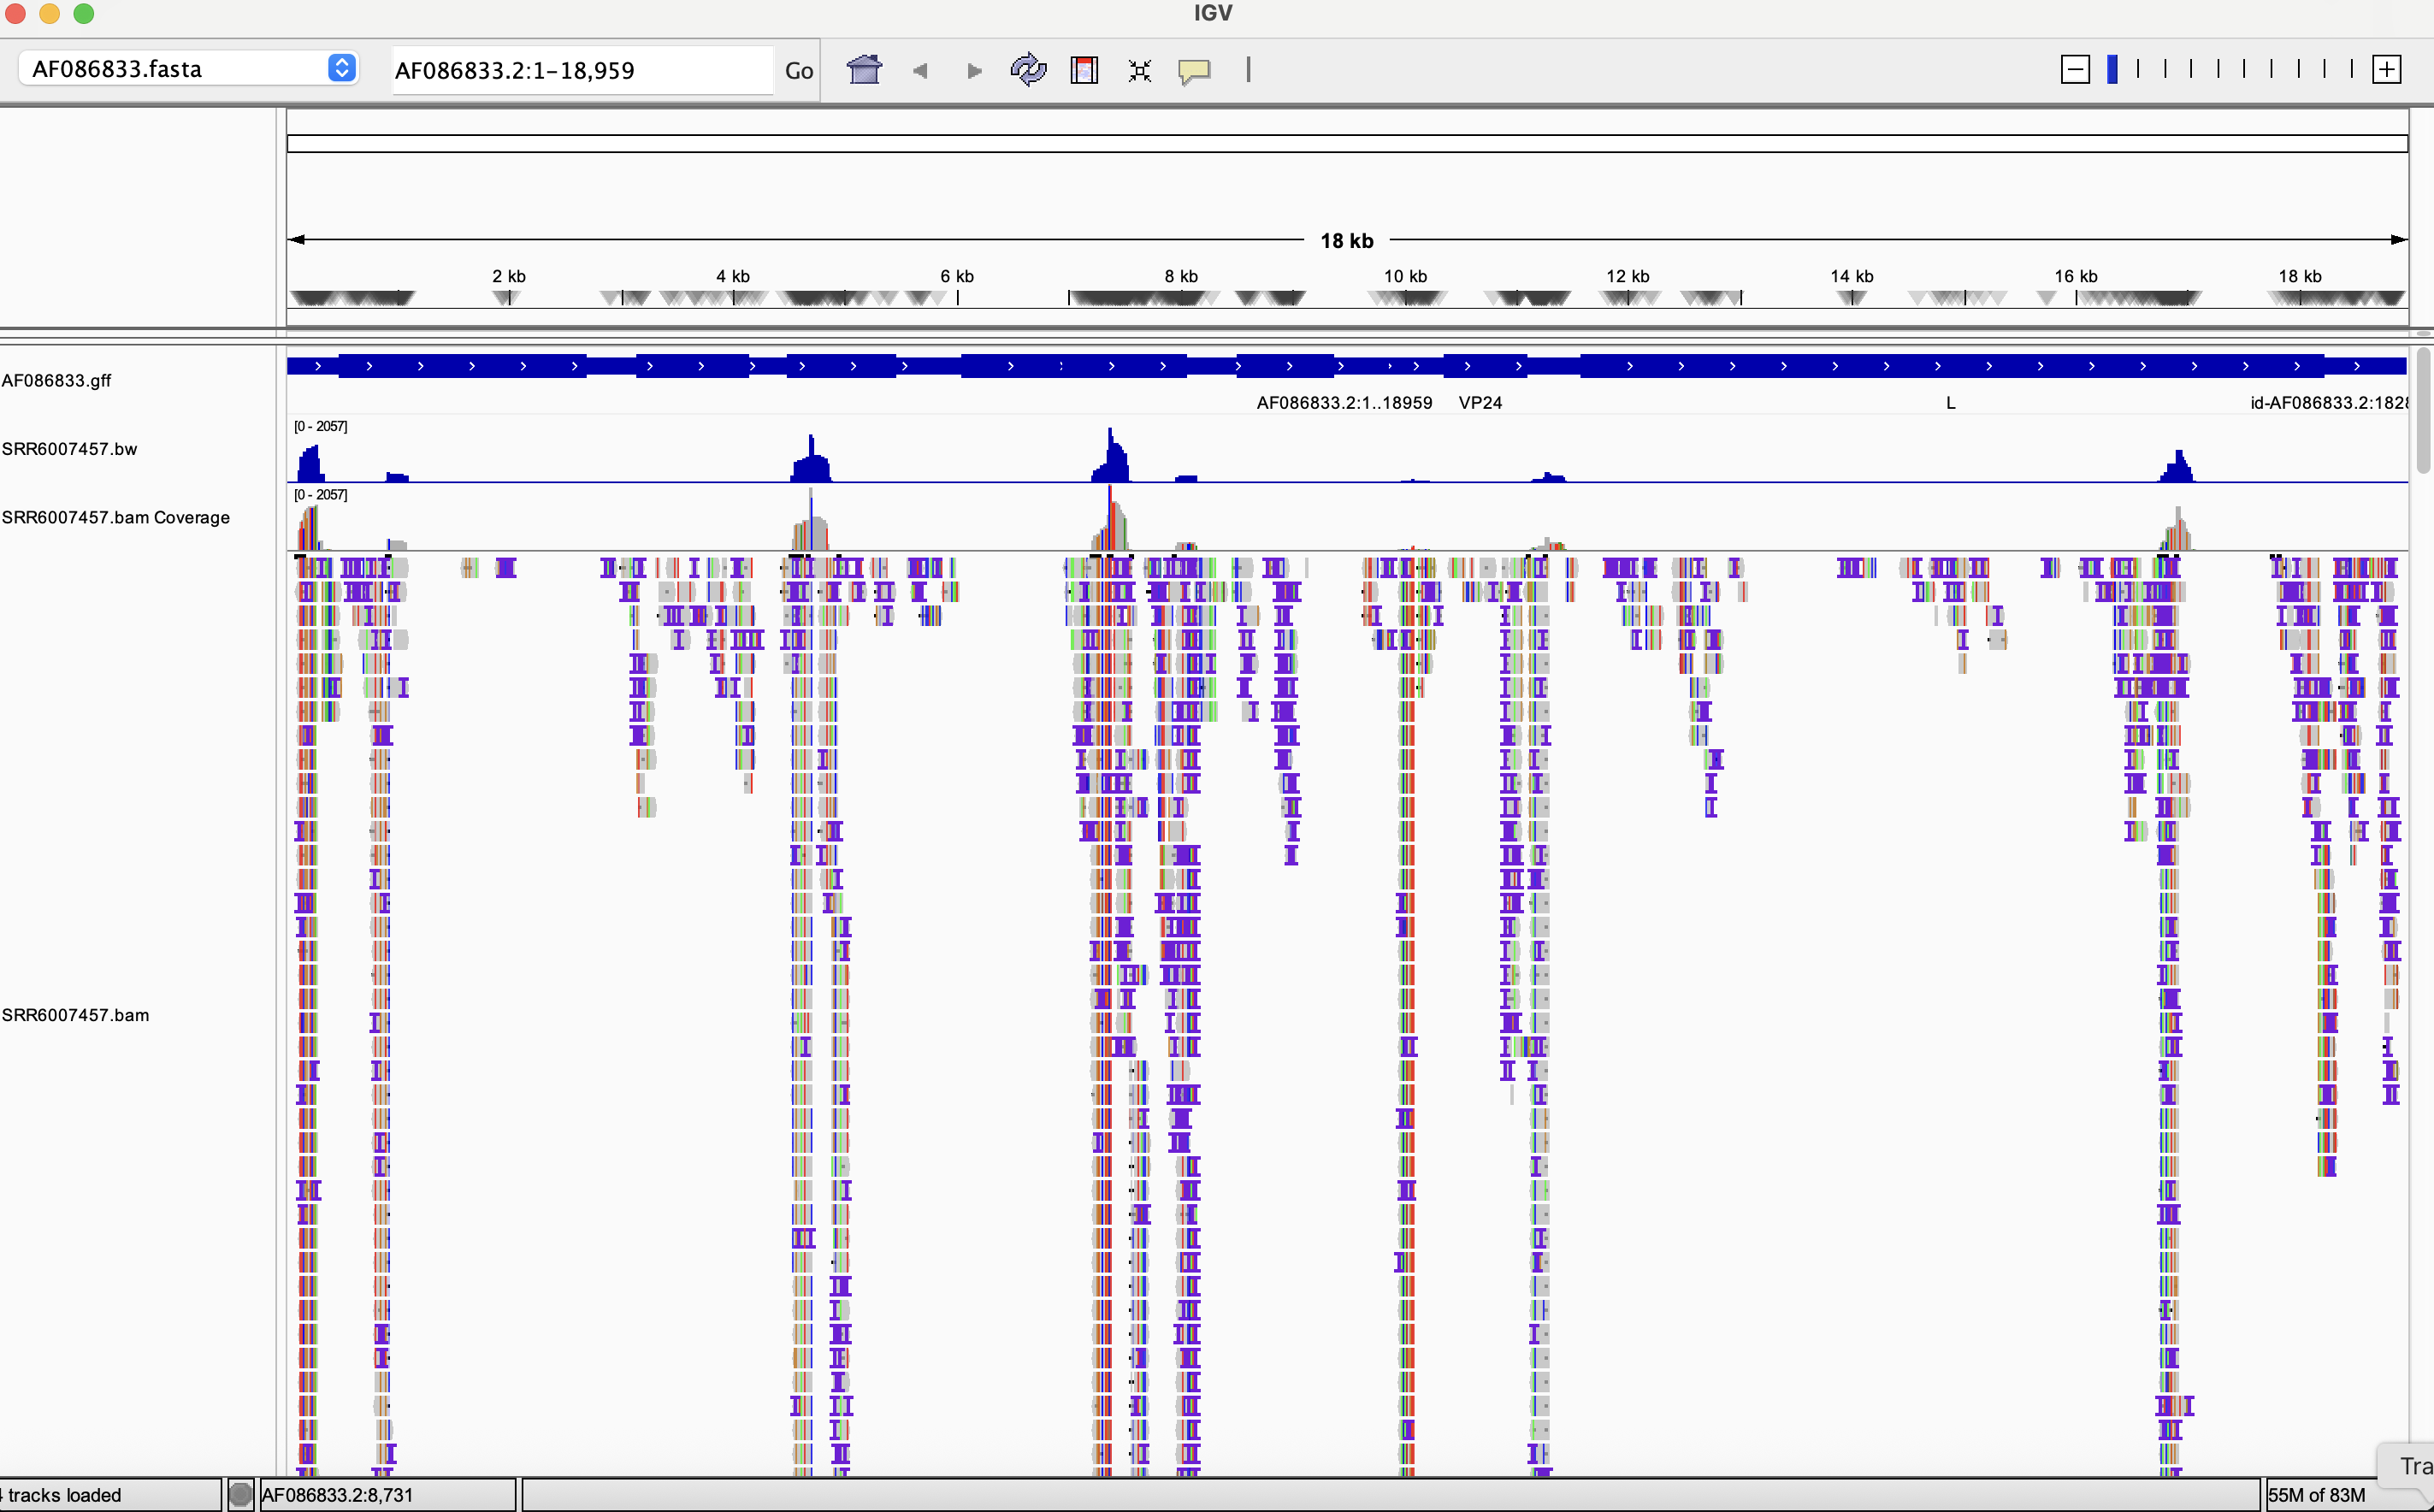 IGV
AF086833.fasta
AF086833.2:1-18,959
Go
18 kb
2 kb 4 kb 6 kb 8 kb 10 kb 12 kb 14 kb 16 kb 18 kb
AF086833.gff
AF086833.2:1..18959 VP24 L id-AF086833.2:1828
[0 - 2057]
SRR6007457.bw
[0 - 2057]
SRR6007457.bam Coverage
SRR6007457.bam
Tra
tracks loaded
AF086833.2:8,731
55M of 83M